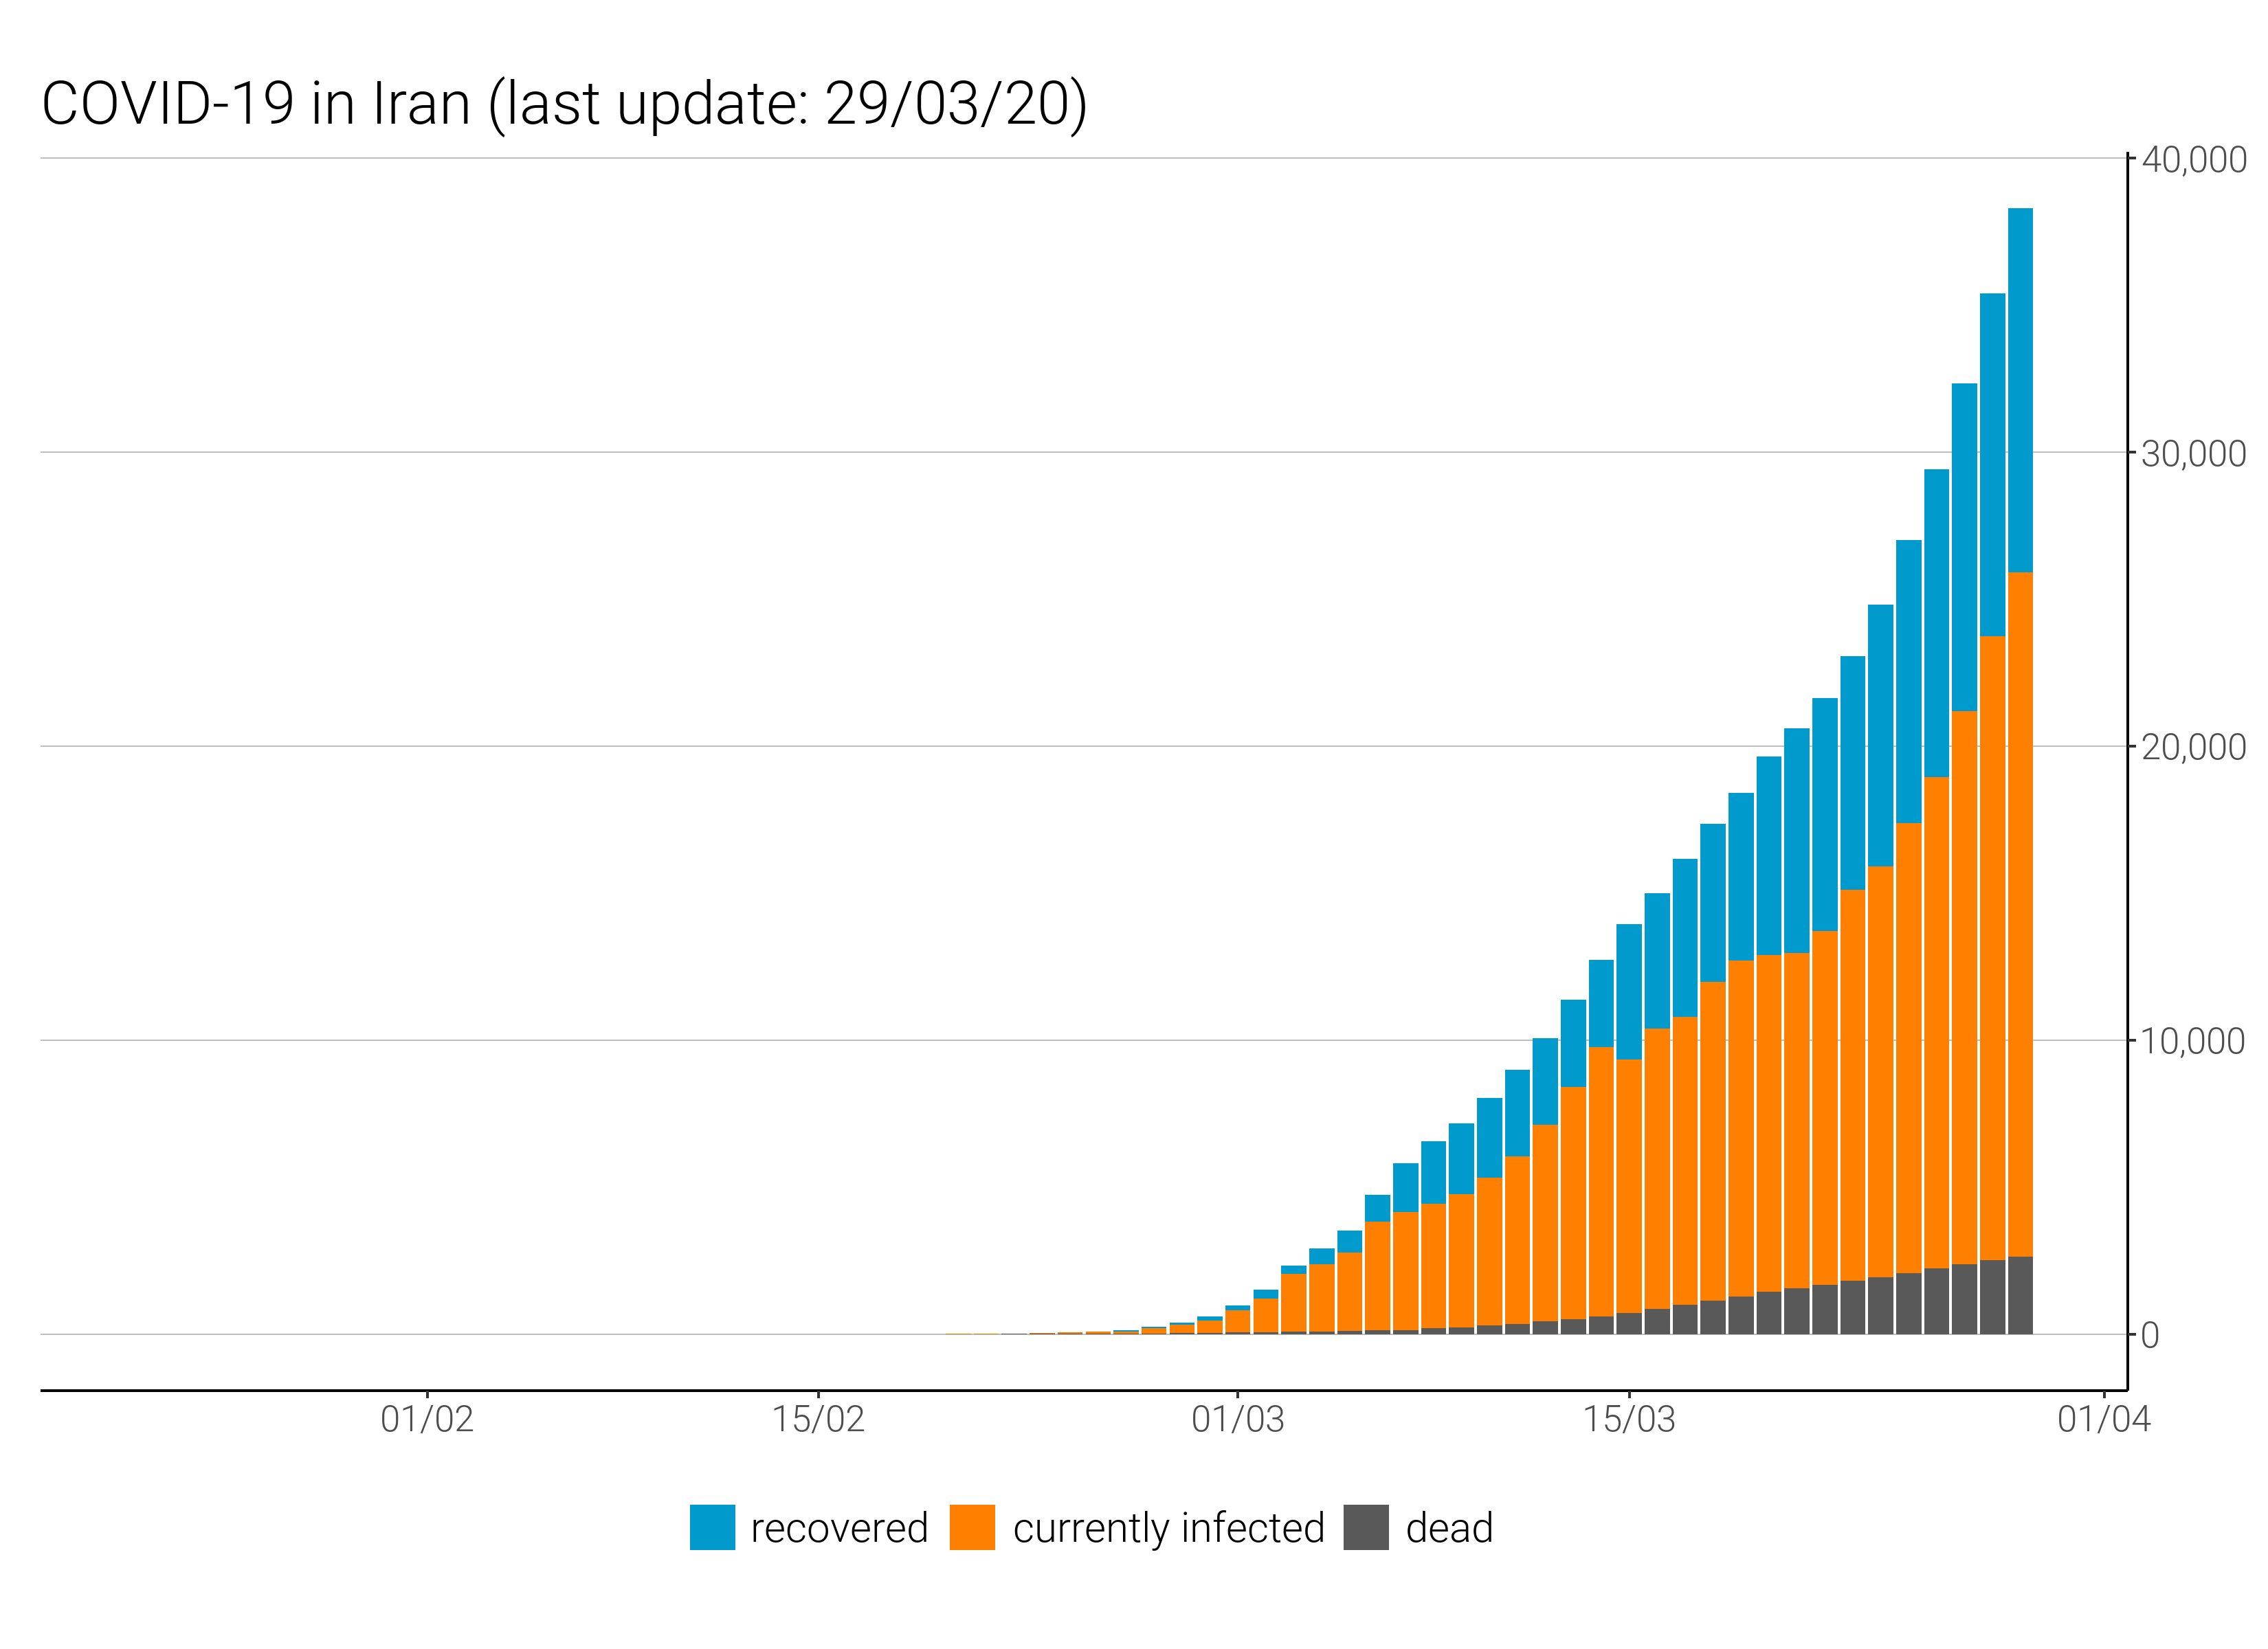 COVID-19 in Iran (last update: 29/03/20)
40,000
30,000
20,000
10,000
0
01/02 15/02 01/03 15/03 01/04
recovered currently infected dead